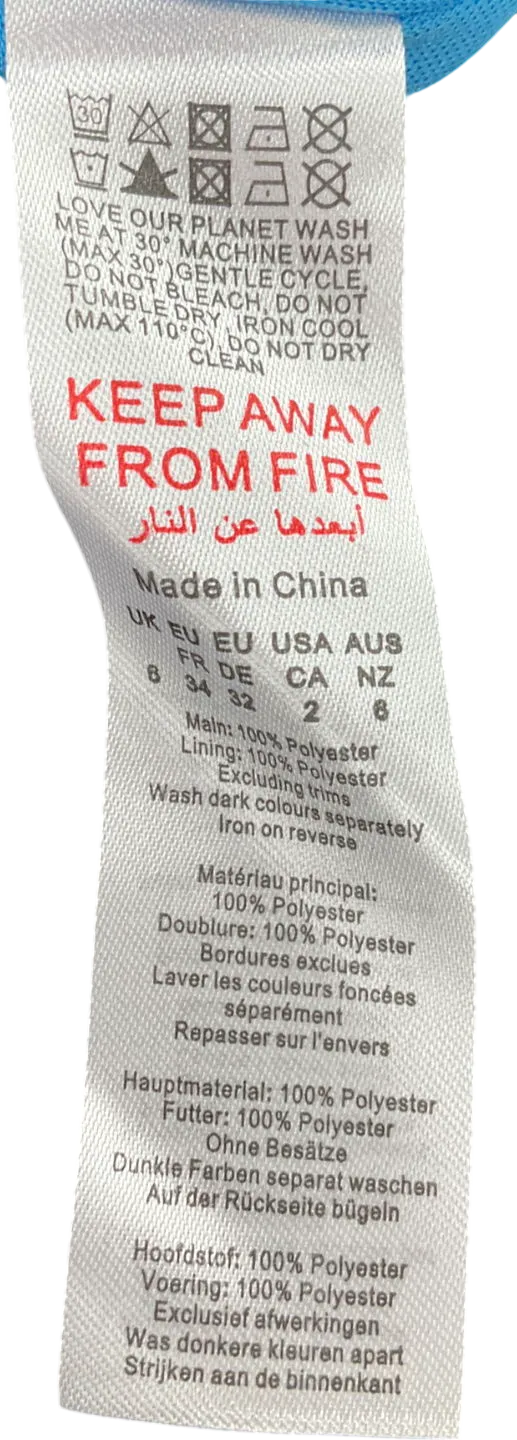 30
LOVE OUR PLANET WASH
ME AT 30° MACHINE WASH
(MAX 30°)GENTLE CYCLE,
DO NOT BLEACH, DO NOT
TUMBLE DRY, IRON COOL
(MAX 110°C), DO NOT DRY
CLEAN
KEEP AWAY
FROM FIRE
أبعدها عن النار
Made in China
UK EU EU USA AUS
FR DE CA NZ
6 34 32 2 6
Main: 100% Polyester
Lining: 100% Polyester
Excluding trims
Wash dark colours separately
Iron on reverse
Matériau principal:
100% Polyester
Doublure: 100% Polyester
Bordures exclues
Laver les couleurs foncées
séparément
Repasser sur l'envers
Hauptmaterial: 100% Polyester
Futter: 100% Polyester
Ohne Besätze
Dunkle Farben separat waschen
Auf der Rückseite bügeln
Hoofdstof: 100% Polyester
Voering: 100% Polyester
Exclusief afwerkingen
Was donkere kleuren apart
Strijken aan de binnenkant